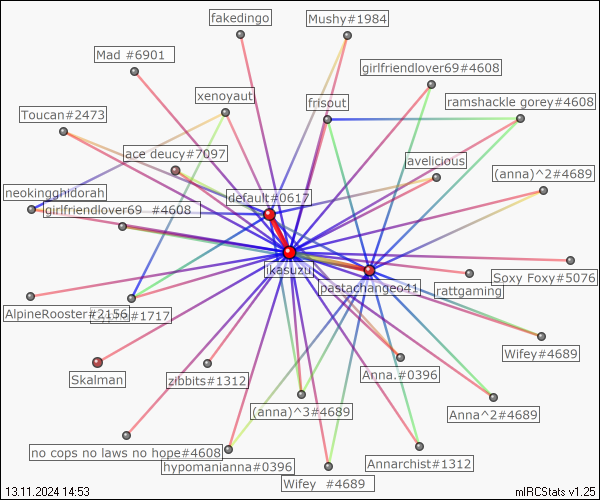 fakedingo
Mushy#1984
Mad #6901
girlfriendlover69#4608
xenoyaut
frisout
ramshackle gorey#4608
Toucan#2473
ace deucy#7097
avelicious
(anna)^2#4689
neokingghidorah
default#0617
girlfriendlover69 #4608
ikasuzu
pastachangeo41
rattgaming
Soxy Foxy#5076
AlpineRooster#2156
#1717
Wifey#4689
Skalman
zibbits#1312
Anna.#0396
(anna)^3#4689
Anna^2#4689
no cops no laws no hope#4608
hypomanianna#0396
Annarchist#1312
Wifey #4689
13.11.2024 14:53
mIRCStats v1.25